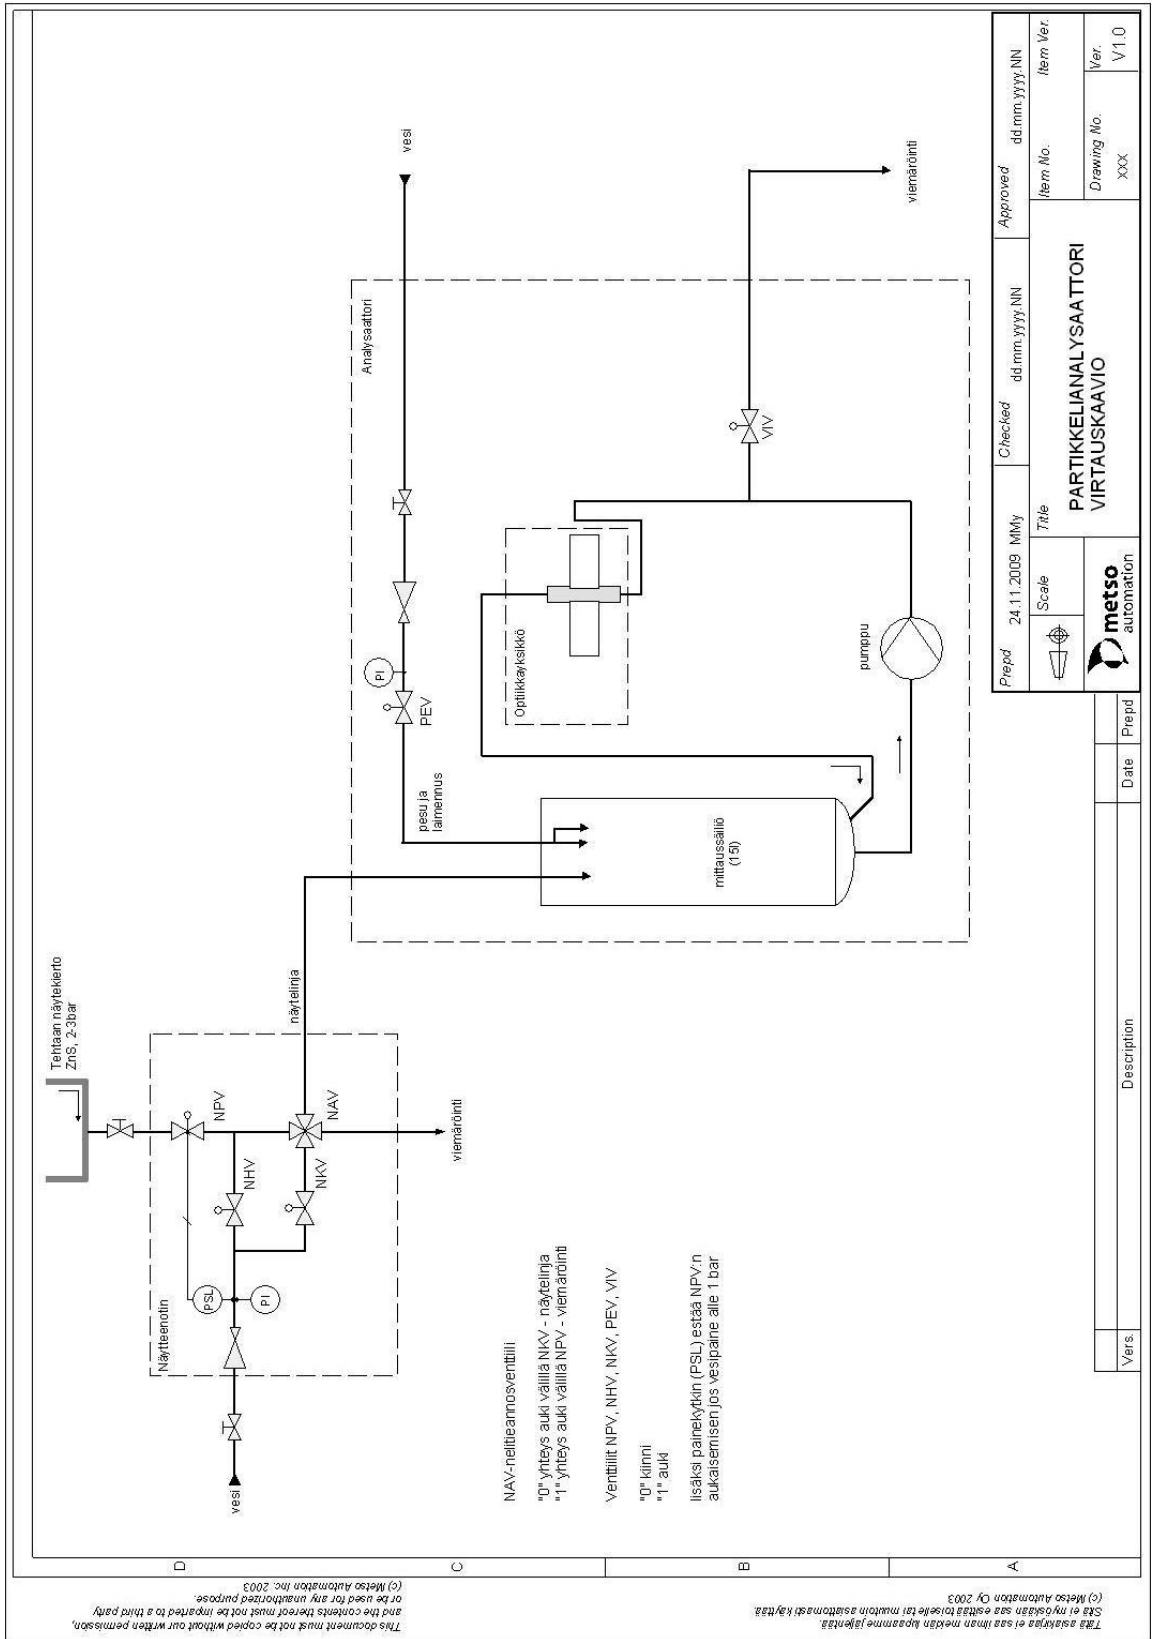 Tehtaan näytekierto
ZnS, 2-3bar
Näytteenotin
NPV
NHV
NAV
NKV
PSL
PI
vesi
viemäröinti
näytelinja
pesu ja
laimennus
PEV
PI
Analysaattori
vesi
Optiikkayksikkö
mittaussäiliö
(15l)
pumppu
VIV
viemäröinti
NAV-nelitieannosventtiili
"0" yhteys auki välillä NKV - näytelinja
"1" yhteys auki välillä NPV - viemäröinti
Venttiilit NPV, NHV, NKV, PEV, VIV
"0" kiinni
"1" auki
lisäksi painekytkin (PSL) estää NPV:n
aukaisemisen jos vesipaine alle 1 bar
D
C
B
A
This document must not be copied without our written permission,
and the contents thereof must not be imparted to a third party
or be used for any unauthorized purpose.
(c) Metso Automation Inc. 2003
Tätä asiakirjaa ei saa ilman meidän lupaamme jäljentää.
Sitä ei myöskään saa esittää toiselle tai muutoin asiattomasti käyttää.
(c) Metso Automation Oy 2003
Vers. Description Date Prepd
Prepd 24.11.2009 MMy Checked dd.mm.yyyy.NN Approved dd.mm.yyyy.NN
Scale Title Item No. Item Ver.
PARTIKKELIANALYSAATTORI
VIRTAUSKAAVIO
metso
automation
Drawing No. Ver.
xxx V1.0